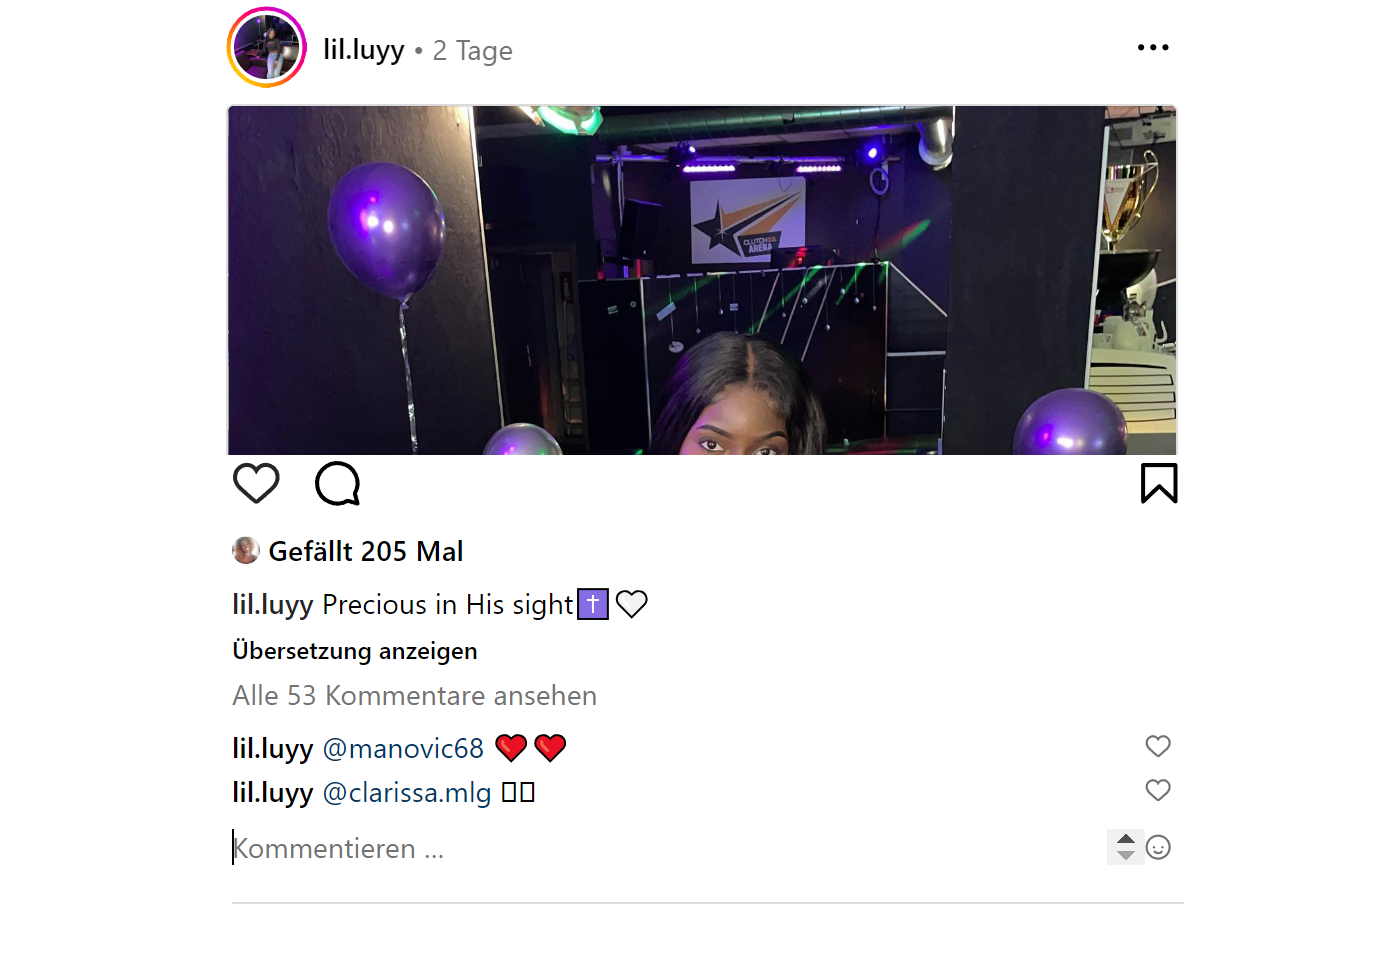 lil.luyy • 2 Tage
CLUTCH
ARENA
Gefällt 205 Mal
lil.luyy Precious in His sight✝️🤍
Übersetzung anzeigen
Alle 53 Kommentare ansehen
lil.luyy @manovic68 ❤️❤️
lil.luyy @clarissa.mlg
Kommentieren ...